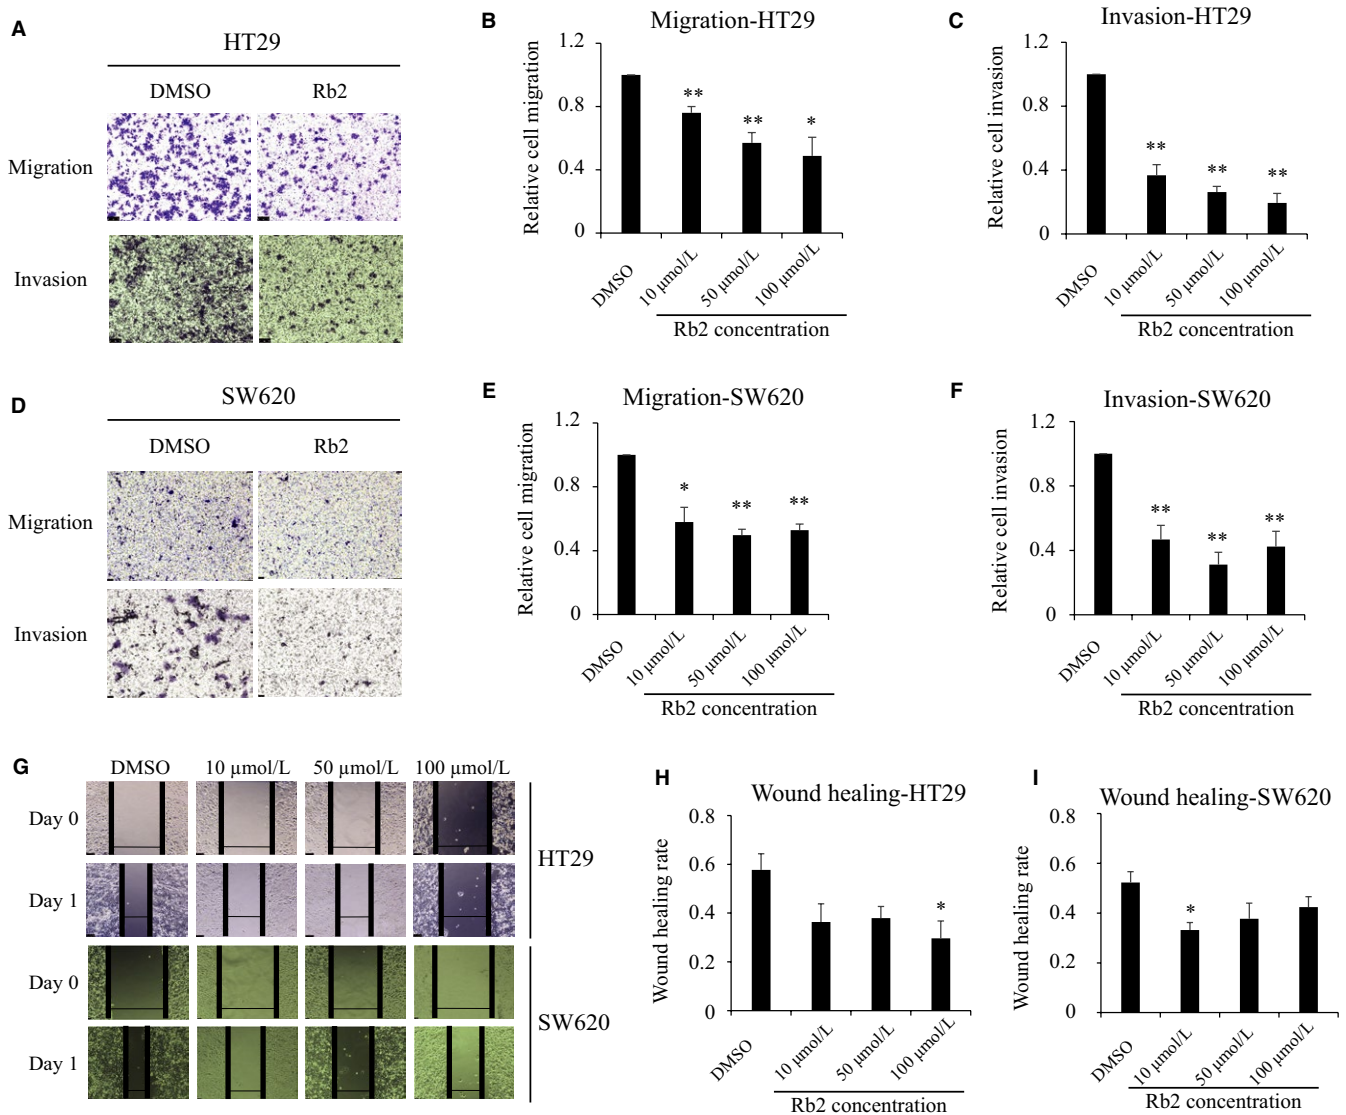 A
HT29
DMSO
Rb2
Migration
Invasion
B
Migration-HT29
Relative cell migration
1.2
0.8
0.4
0
**
**
*
DMSO
10 µmol/L
50 µmol/L
100 µmol/L
Rb2 concentration
C
Invasion-HT29
Relative cell invasion
1.2
0.8
0.4
0
**
**
**
DMSO
10 µmol/L
50 µmol/L
100 µmol/L
Rb2 concentration
D
SW620
DMSO
Rb2
Migration
Invasion
E
Migration-SW620
Relative cell migration
1.2
0.8
0.4
0
*
**
**
DMSO
10 µmol/L
50 µmol/L
100 µmol/L
Rb2 concentration
F
Invasion-SW620
Relative cell invasion
1.2
0.8
0.4
0
**
**
**
DMSO
10 µmol/L
50 µmol/L
100 µmol/L
Rb2 concentration
G
DMSO
10 µmol/L
50 µmol/L
100 µmol/L
Day 0
Day 1
HT29
Day 0
Day 1
SW620
H
Wound healing-HT29
Wound healing rate
0.8
0.6
0.4
0.2
0
*
DMSO
10 µmol/L
50 µmol/L
100 µmol/L
Rb2 concentration
I
Wound healing-SW620
Wound healing rate
0.8
0.6
0.4
0.2
0
*
DMSO
10 µmol/L
50 µmol/L
100 µmol/L
Rb2 concentration